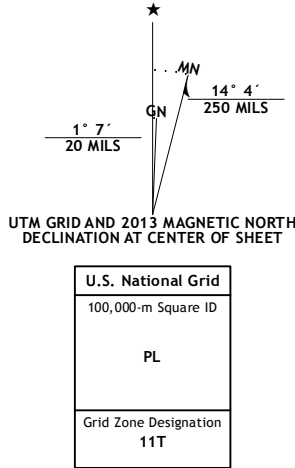 ★
MN
GN
1° 7´
20 MILS
14° 4´
250 MILS
UTM GRID AND 2013 MAGNETIC NORTH
DECLINATION AT CENTER OF SHEET
U.S. National Grid
100,000-m Square ID
PL
Grid Zone Designation
11T